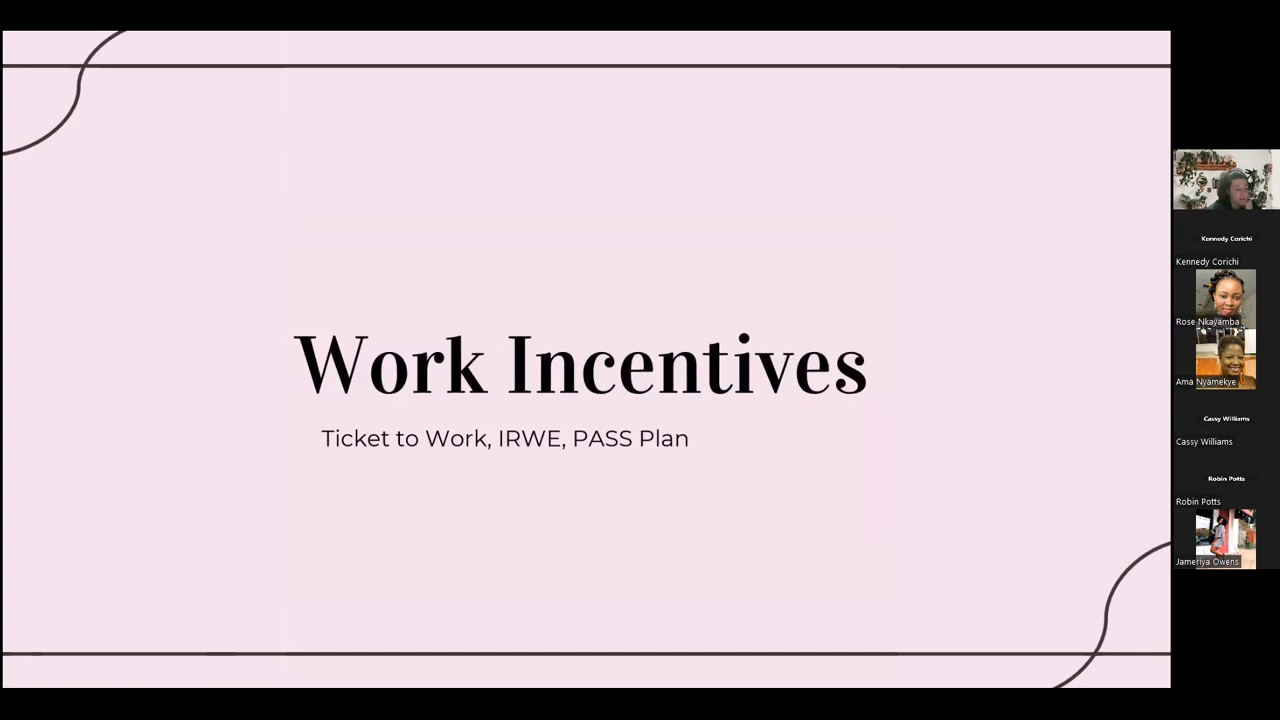 Work Incentives
Ticket to Work, IRWE, PASS Plan
Kennedy Corichi
Kennedy Corichi
Rose Nkayamba
Ama Nyamekye
Cassy Williams
Cassy Williams
Robin Potts
Robin Potts
Jameriya Owens